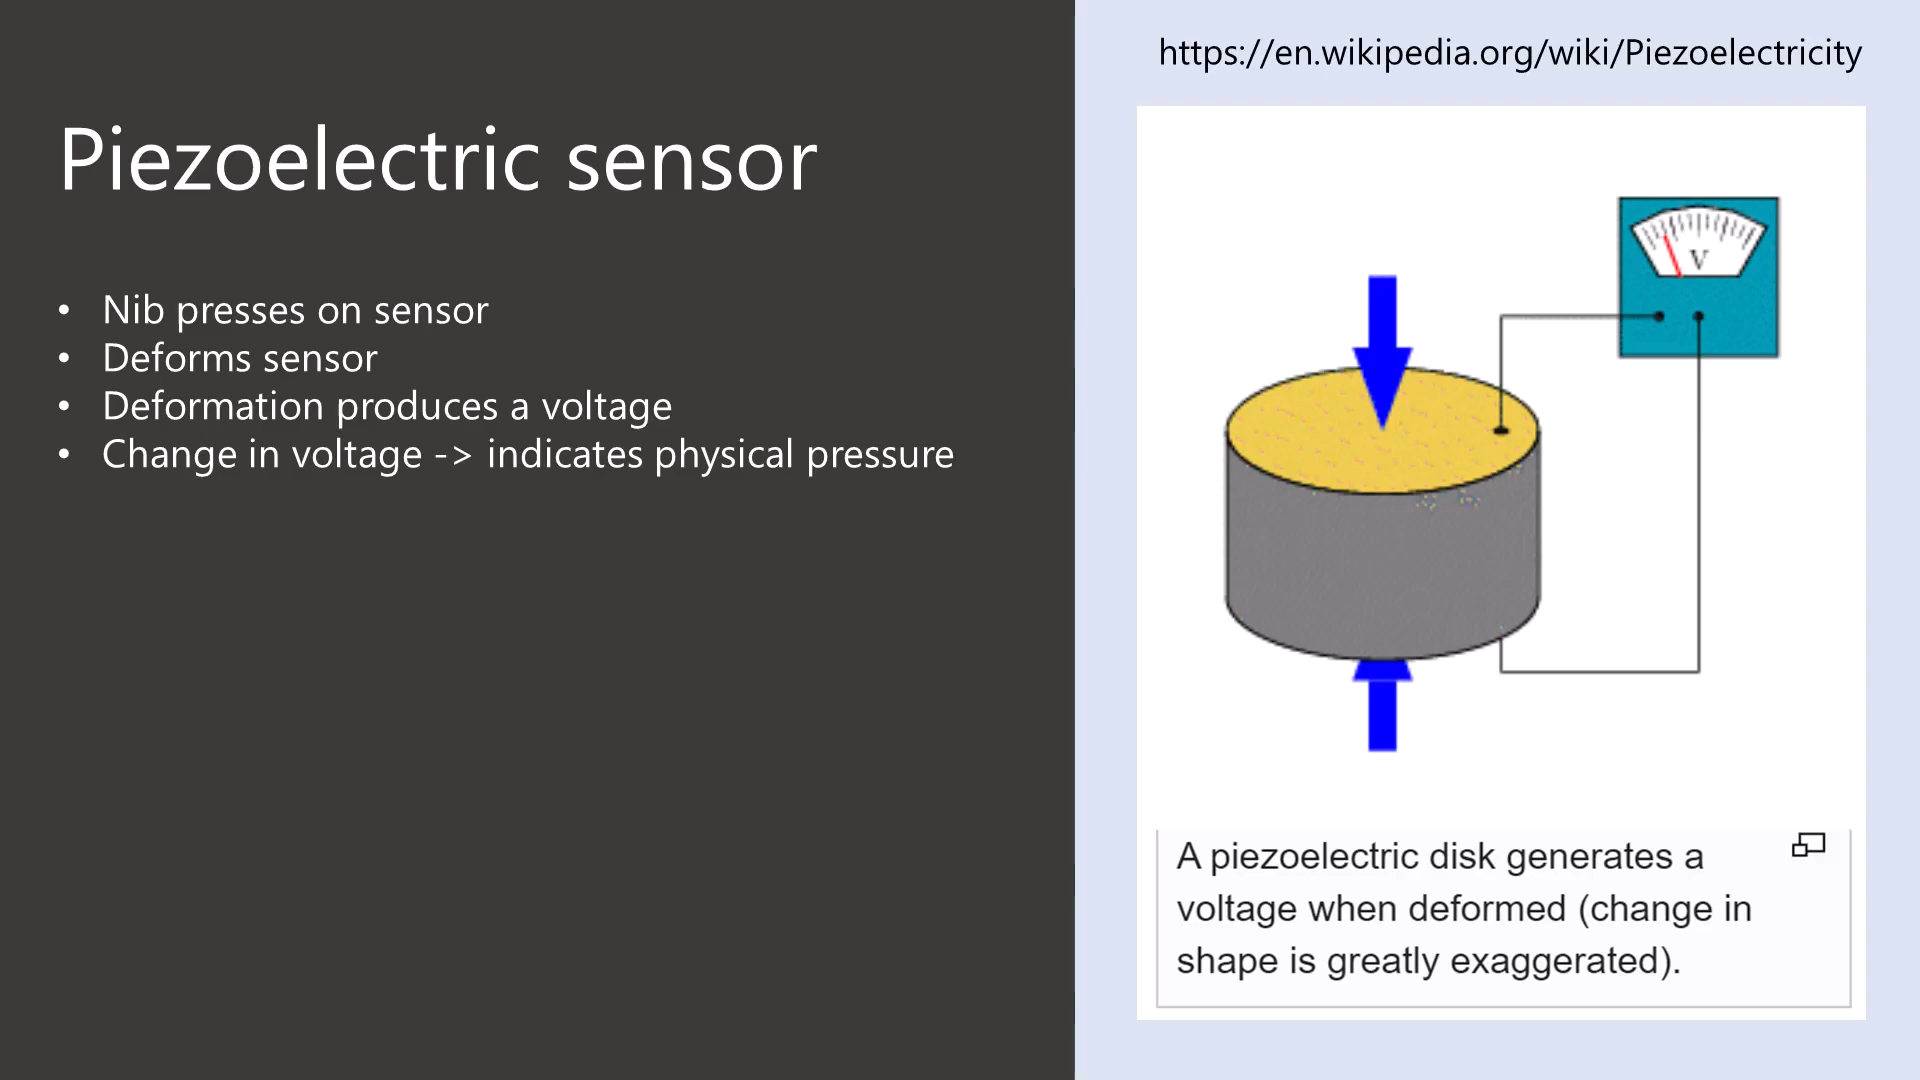 Piezoelectric sensor
• Nib presses on sensor
• Deforms sensor
• Deformation produces a voltage
• Change in voltage -> indicates physical pressure
https://en.wikipedia.org/wiki/Piezoelectricity
V
A piezoelectric disk generates a
voltage when deformed (change in
shape is greatly exaggerated).